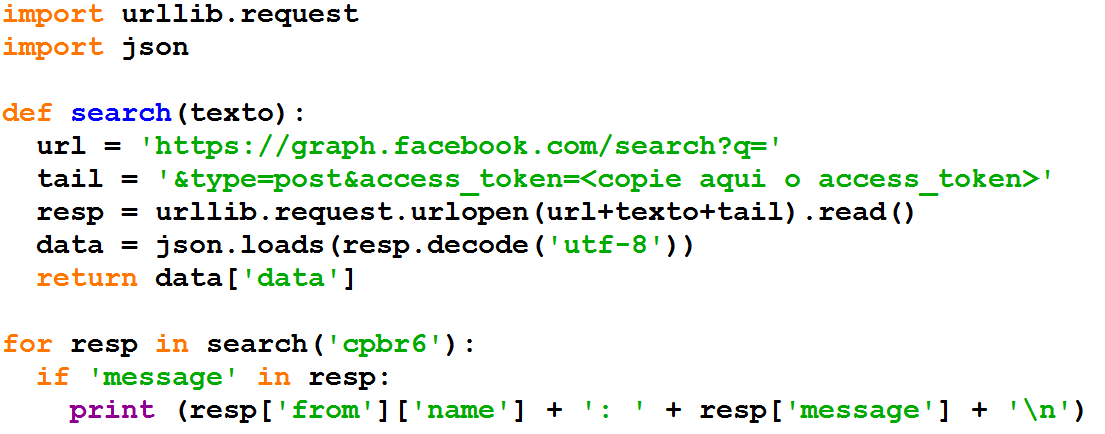 import urllib.request
import json

def search(texto):
  url = 'https://graph.facebook.com/search?q='
  tail = '&type=post&access_token=<copie aqui o access_token>'
  resp = urllib.request.urlopen(url+texto+tail).read()
  data = json.loads(resp.decode('utf-8'))
  return data['data']

for resp in search('cpbr6'):
  if 'message' in resp:
    print (resp['from']['name'] + ': ' + resp['message'] + '\n')